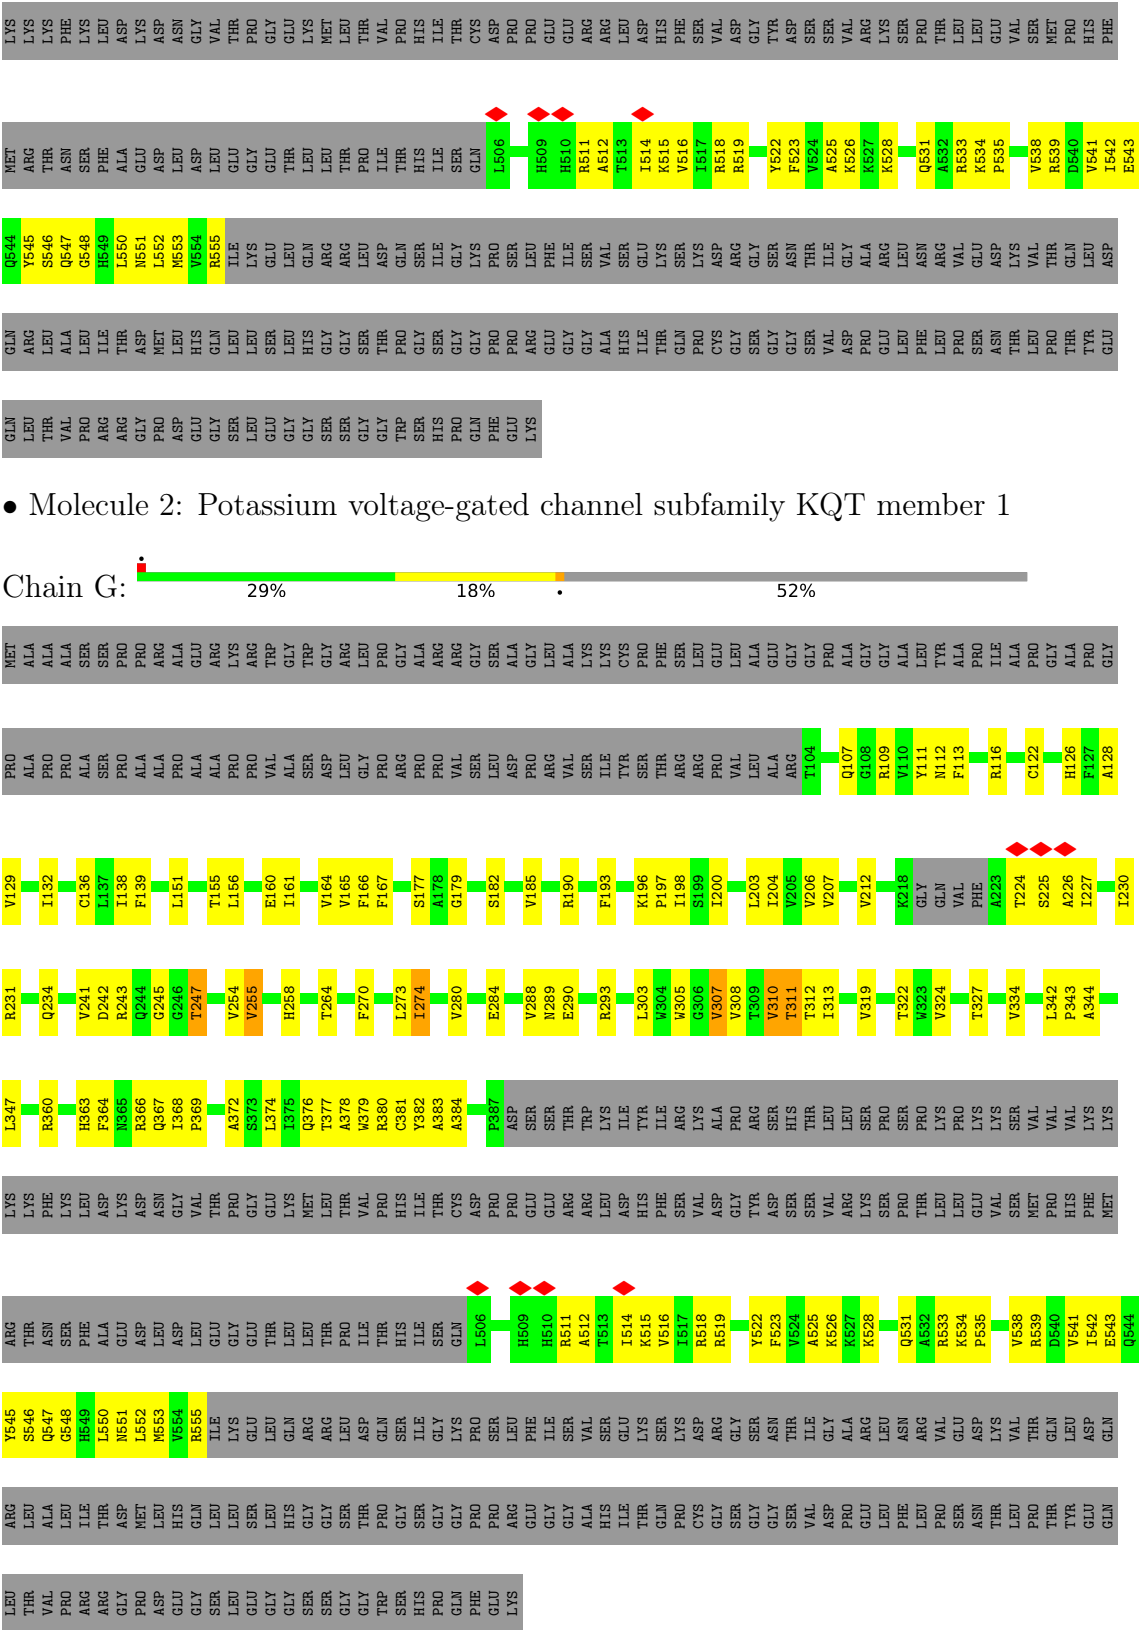 LYS LYS LYS PHE LYS LEU ASP LYS ASP ASN GLY VAL THR PRO GLY GLU LYS MET LEU THR VAL PRO HIS ILE THR CYS ASP PRO PRO GLU GLU ARG ARG LEU ASP HIS PHE SER VAL ASP GLY TYR ASP SER SER VAL ARG LYS SER PRO THR LEU LEU GLU VAL SER MET PRO HIS PHE
MET ARG THR ASN SER PHE ALA GLU ASP LEU ASP LEU GLU GLY GLU THR LEU LEU THR PRO ILE THR HIS ILE SER GLN L506 H509 H510 R511 A512 T513 I514 K515 V516 I517 R518 R519 Y522 F523 V524 A525 K526 K527 K528 Q531 A532 R533 K534 P535 V538 R539 D540 V541 I542 E543
Q544 Y545 S546 Q547 G548 H549 L550 N551 L552 M553 V554 R555 ILE LYS GLU LEU GLN ARG ARG LEU ASP GLN SER ILE GLY LYS PRO SER LEU PHE ILE SER VAL SER GLU LYS SER LYS ASP ARG GLY SER ASN THR ILE GLY ALA ARG LEU ASN ARG VAL GLU ASP LYS VAL THR GLN LEU ASP
GLN ARG LEU ALA LEU ILE THR ASP MET LEU HIS GLN LEU LEU SER LEU HIS GLY GLY SER THR PRO GLY SER GLY GLY PRO PRO ARG GLU GLY GLY ALA HIS ILE THR GLN PRO CYS GLY SER GLY GLY SER VAL ASP PRO GLU LEU PHE LEU PRO SER ASN THR LEU PRO THR TYR GLU
GLN LEU THR VAL PRO ARG ARG GLY PRO ASP GLU GLY SER LEU GLU GLY GLY SER SER GLY GLY TRP SER HIS PRO GLN PHE GLU LYS
• Molecule 2: Potassium voltage-gated channel subfamily KQT member 1
Chain G: • 29% 18% • 52%
MET ALA ALA ALA SER SER PRO PRO ARG ALA GLU ARG LYS ARG TRP GLY TRP GLY ARG LEU PRO GLY ALA ARG ARG GLY SER ALA GLY LEU ALA LYS LYS CYS PRO PHE SER LEU GLU LEU ALA GLU GLY GLY PRO ALA GLY GLY ALA LEU TYR ALA PRO ILE ALA PRO GLY ALA PRO GLY
PRO ALA PRO PRO ALA SER PRO ALA ALA PRO ALA ALA PRO PRO VAL ALA SER ASP LEU GLY PRO ARG PRO PRO VAL SER LEU ASP PRO ARG VAL SER ILE TYR SER THR ARG ARG PRO VAL LEU ALA ARG T104 Q107 G108 R109 V110 Y111 N112 F113 R116 C122 H126 F127 A128
V129 I132 C136 L137 I138 F139 L151 T155 L156 E160 I161 V164 V165 F166 F167 S177 A178 G179 S182 V185 R190 F193 K196 P197 I198 S199 I200 L203 I204 V205 V206 V207 V212 K218 GLY GLN VAL PHE A223 T224 S225 A226 I227 I230
R231 Q234 V241 D242 R243 Q244 G245 G246 T247 V254 V255 H258 T264 F270 L273 I274 V280 E284 V288 N289 E290 R293 L303 W304 W305 G306 V307 V308 T309 V310 T311 T312 I313 V319 T322 W323 V324 T327 V334 L342 P343 A344
L347 R360 H363 F364 N365 R366 Q367 I368 P369 A372 S373 L374 I375 Q376 T377 A378 W379 R380 C381 Y382 A383 A384 P387 ASP SER SER THR TRP LYS ILE TYR ILE ARG LYS ALA PRO ARG SER HIS THR LEU LEU SER PRO SER PRO LYS PRO LYS LYS SER VAL VAL VAL LYS LYS
LYS LYS PHE LYS LEU ASP LYS ASP ASN GLY VAL THR PRO GLY GLU LYS MET LEU THR VAL PRO HIS ILE THR CYS ASP PRO PRO GLU GLU ARG ARG LEU ASP HIS PHE SER VAL ASP GLY TYR ASP SER SER VAL ARG LYS SER PRO THR LEU LEU GLU VAL SER MET PRO HIS PHE MET
ARG THR ASN SER PHE ALA GLU ASP LEU ASP LEU GLU GLY GLU THR LEU LEU THR PRO ILE THR HIS ILE SER GLN L506 H509 H510 R511 A512 T513 I514 K515 V516 I517 R518 R519 Y522 F523 V524 A525 K526 K527 K528 Q531 A532 R533 K534 P535 V538 R539 D540 V541 I542 E543 Q544
Y545 S546 Q547 G548 H549 L550 N551 L552 M553 V554 R555 ILE LYS GLU LEU GLN ARG ARG LEU ASP GLN SER ILE GLY LYS PRO SER LEU PHE ILE SER VAL SER GLU LYS SER LYS ASP ARG GLY SER ASN THR ILE GLY ALA ARG LEU ASN ARG VAL GLU ASP LYS VAL THR GLN LEU ASP GLN
ARG LEU ALA LEU ILE THR ASP MET LEU HIS GLN LEU LEU SER LEU HIS GLY GLY SER THR PRO GLY SER GLY GLY PRO PRO ARG GLU GLY GLY ALA HIS ILE THR GLN PRO CYS GLY SER GLY GLY SER VAL ASP PRO GLU LEU PHE LEU PRO SER ASN THR LEU PRO THR TYR GLU GLN
LEU THR VAL PRO ARG ARG GLY PRO ASP GLU GLY SER LEU GLU GLY GLY SER SER GLY GLY TRP SER HIS PRO GLN PHE GLU LYS